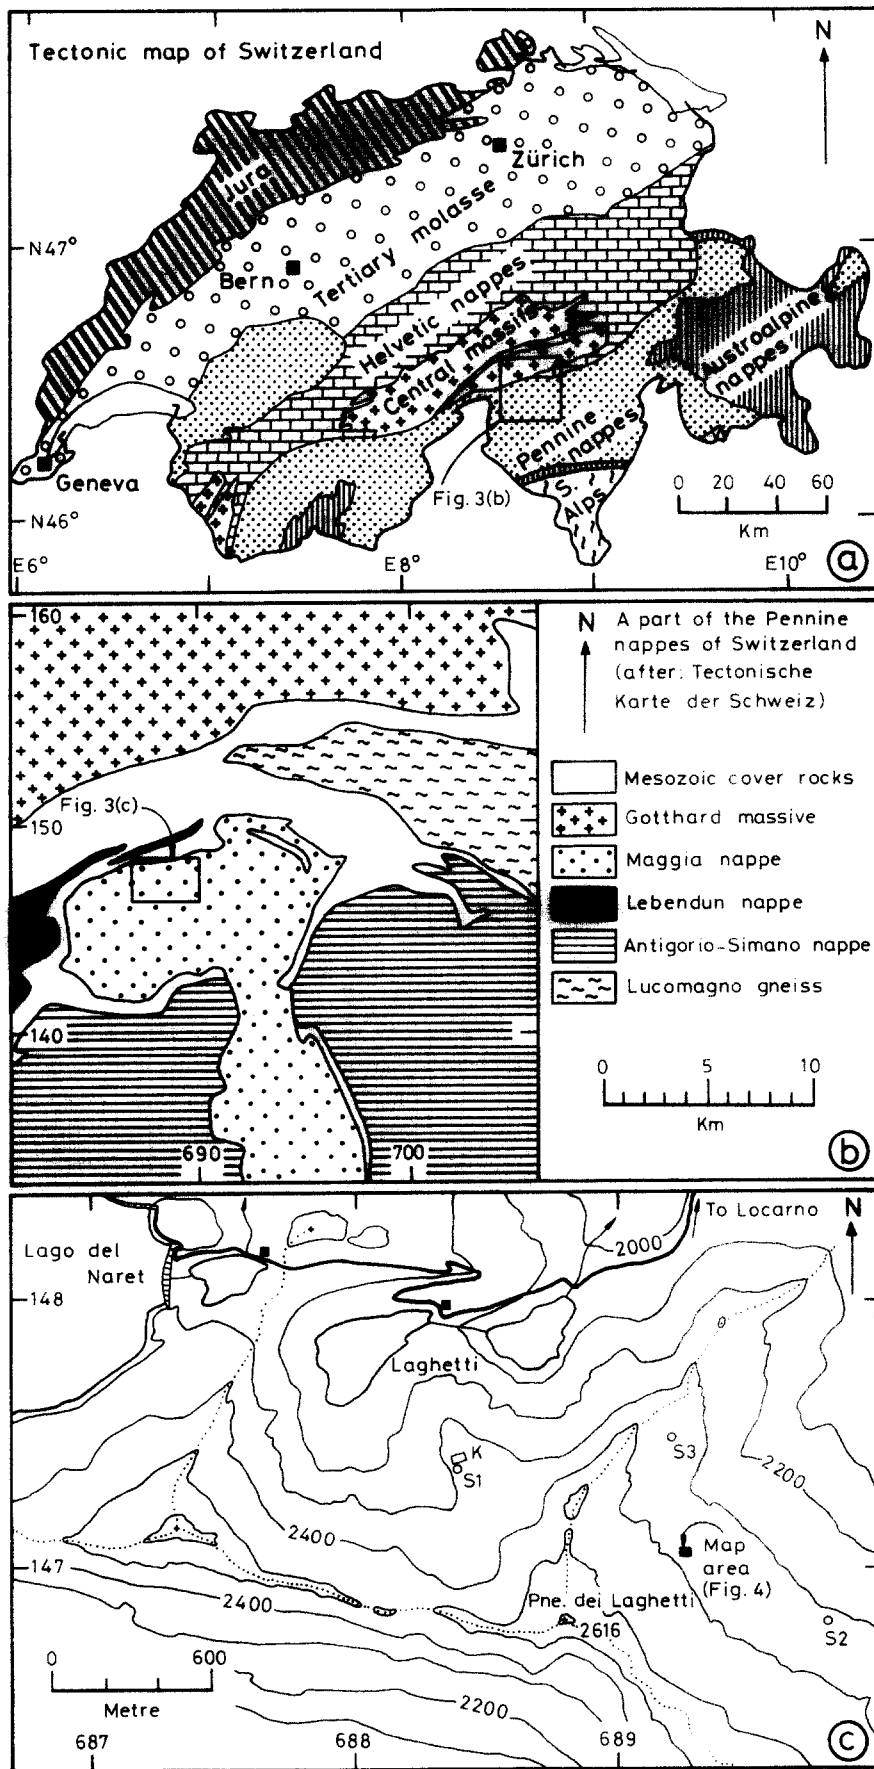 Tectonic map of Switzerland
N
Zürich
Jura
Tertiary molasse
N47°
Bern
Helvetic nappes
Central massifs
Austroalpine
nappes
Pennine
nappes
S.
Alps
Geneva
Fig. 3(b)
N46°
0 20 40 60
Km
E6°
E8°
E10°
a
160
N
A part of the Pennine
nappes of Switzerland
(after: Tectonische
Karte der Schweiz)
Mesozoic cover rocks
Fig. 3(c)
150
Gotthard massive
Maggia nappe
Lebendun nappe
Antigorio-Simano nappe
Lucomagno gneiss
140
0 5 10
Km
690
700
b
To Locarno
N
Lago del
Naret
2000
148
Laghetti
K
S1
S3
2200
2400
Map
area
(Fig. 4)
147
2400
Pne. dei Laghetti
2616
S2
0 600
Metre
2200
687
688
689
c